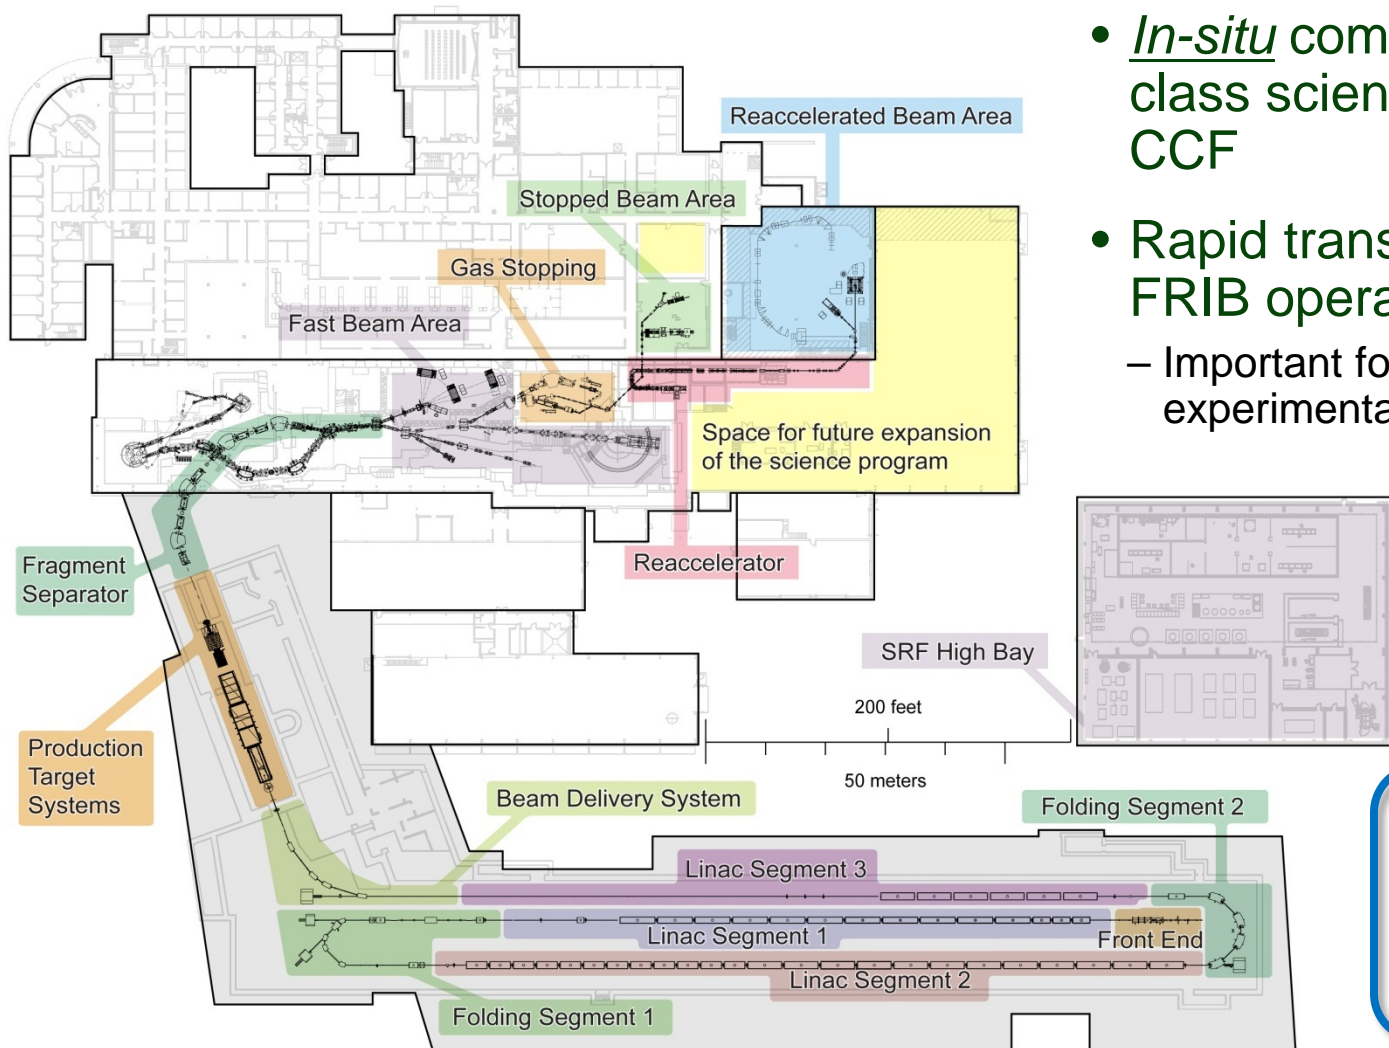 • In-situ com
class scien
CCF
• Rapid trans
FRIB opera
– Important fo
experimenta
Reaccelerated Beam Area
Stopped Beam Area
Gas Stopping
Fast Beam Area
Space for future expansion
of the science program
Fragment
Separator
Reaccelerator
SRF High Bay
200 feet
50 meters
Production
Target
Systems
Beam Delivery System
Folding Segment 2
Linac Segment 3
Linac Segment 1
Front End
Linac Segment 2
Folding Segment 1